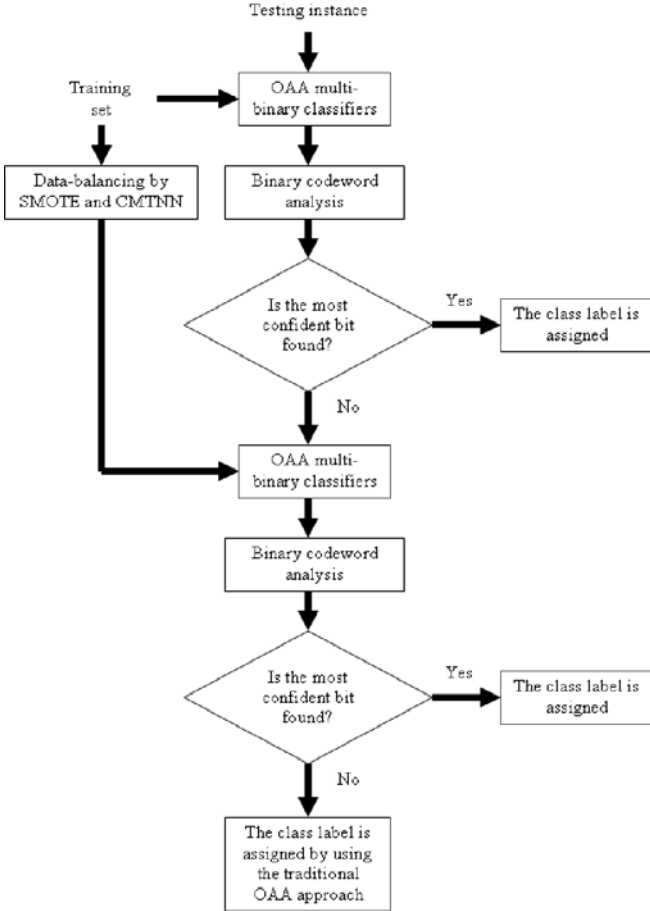 Testing instance
Training
set
OAA multi-
binary classifiers
Data-balancing by
SMOTE and CMTNN
Binary codeword
analysis
Is the most
confident bit
found?
Yes
The class label is
assigned
No
OAA multi-
binary classifiers
Binary codeword
analysis
Is the most
confident bit
found?
Yes
The class label is
assigned
No
The class label is
assigned by using
the traditional
OAA approach